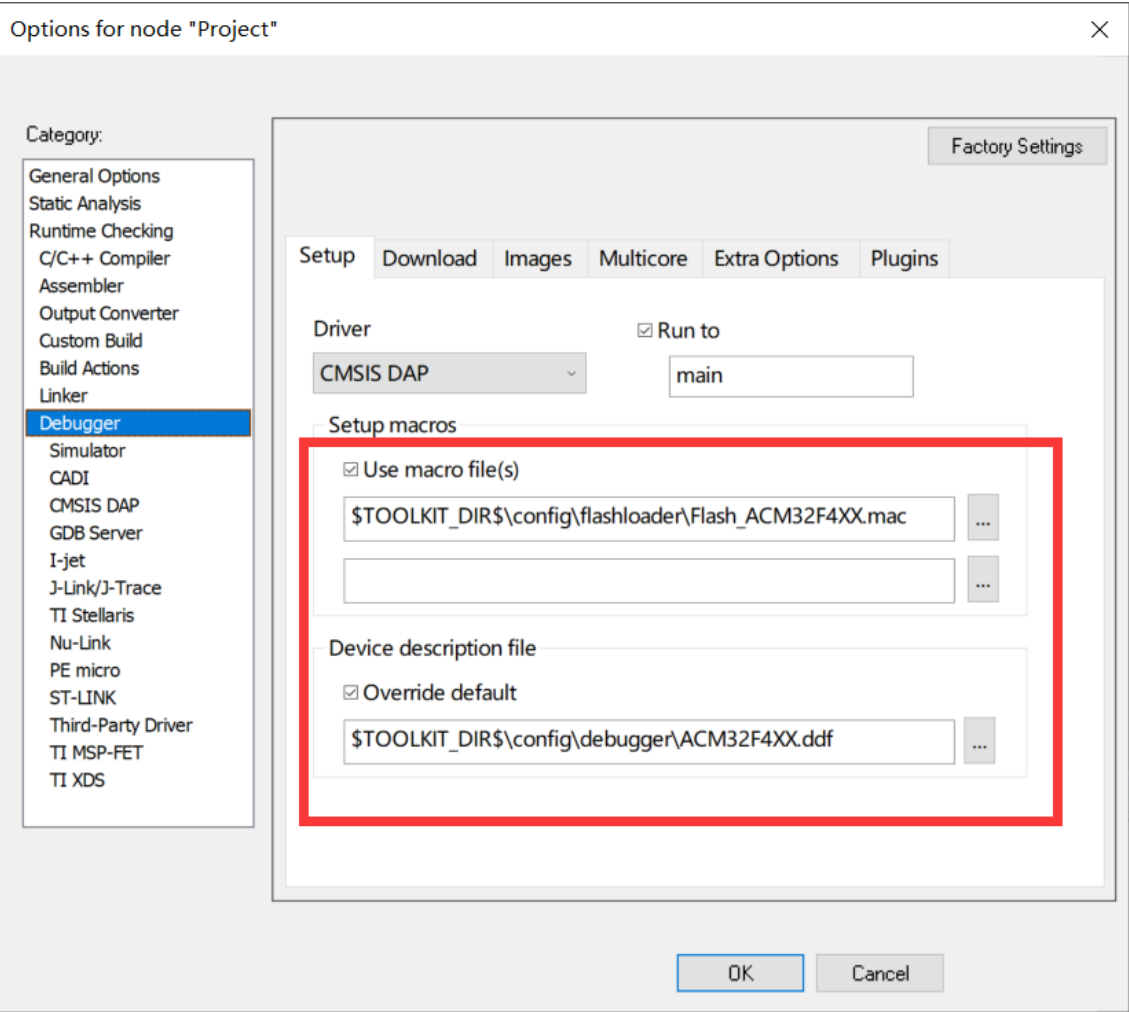 Options for node "Project"
Category:
Factory Settings
General Options
Static Analysis
Runtime Checking
C/C++ Compiler
Assembler
Output Converter
Custom Build
Build Actions
Linker
Debugger
Simulator
CADI
CMSIS DAP
GDB Server
I-jet
J-Link/J-Trace
TI Stellaris
Nu-Link
PE micro
ST-LINK
Third-Party Driver
TI MSP-FET
TI XDS
Setup Download Images Multicore Extra Options Plugins
Driver
Run to
CMSIS DAP
main
Setup macros
Use macro file(s)
$TOOLKIT_DIR$\config\flashloader\Flash_ACM32F4XX.mac
...
...
Device description file
Override default
$TOOLKIT_DIR$\config\debugger\ACM32F4XX.ddf
...
OK
Cancel